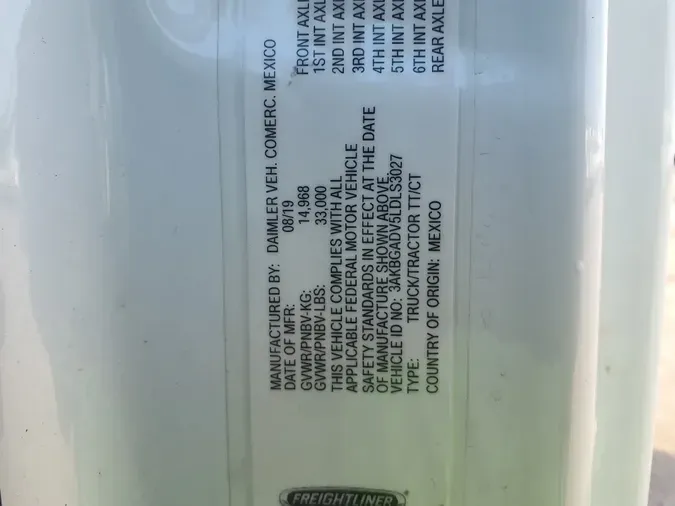 MANUFACTURED BY: DAIMLER VEH. COMERC. MEXICO
DATE OF MFR: 08/19
GVWR/PNBV-KG: 14,968
GVWR/PNBV-LBS: 33,000
THIS VEHICLE COMPLIES WITH ALL
APPLICABLE FEDERAL MOTOR VEHICLE
SAFETY STANDARDS IN EFFECT AT THE DATE
OF MANUFACTURE SHOWN ABOVE.
VEHICLE ID NO: 3AKBGADV5LDLS3027
TYPE: TRUCK/TRACTOR TT/CT
COUNTRY OF ORIGIN: MEXICO
FRONT AXLE
1ST INT AXL
2ND INT AXL
3RD INT AXL
4TH INT AXL
5TH INT AXL
6TH INT AXL
REAR AXLE
FREIGHTLINER